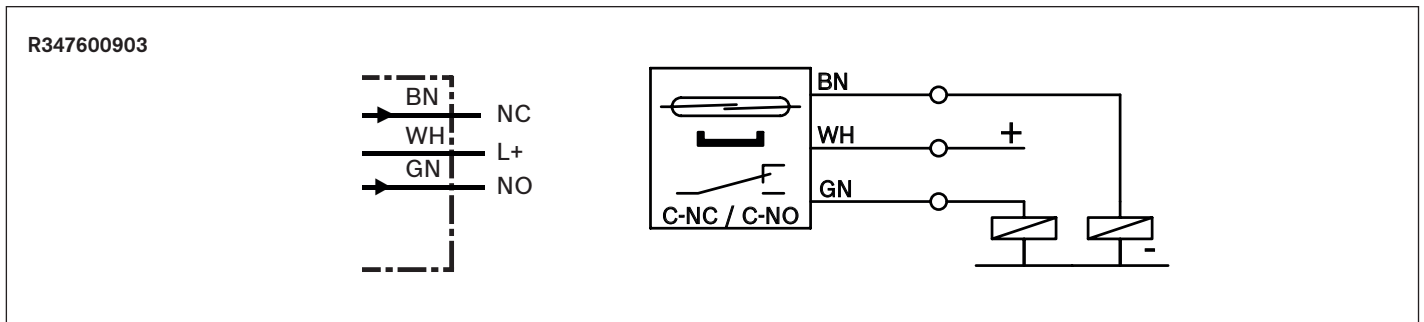 R347600903
BN NC
WH L+
GN NO
BN
WH +
GN
C-NC / C-NO
-